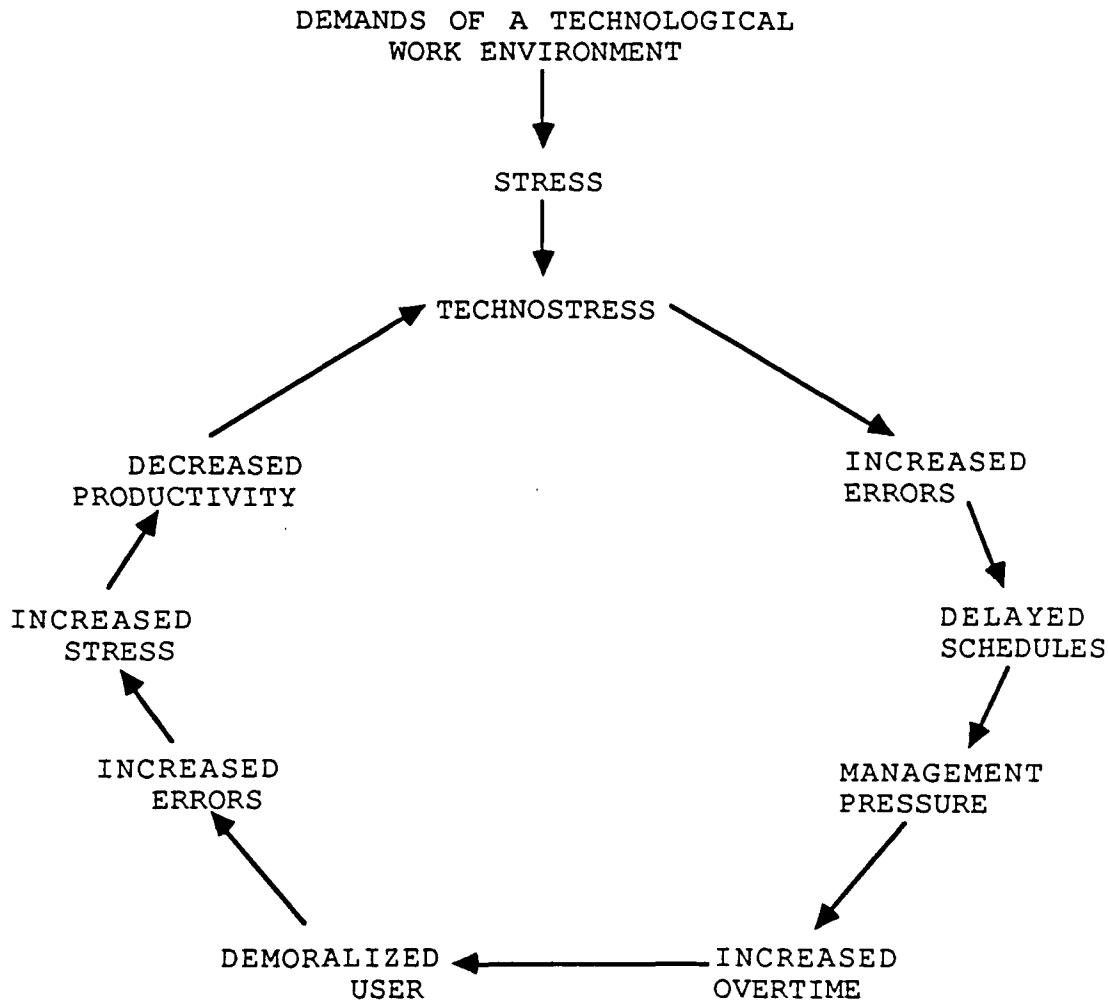 DEMANDS OF A TECHNOLOGICAL
WORK ENVIRONMENT
STRESS
TECHNOSTRESS
INCREASED
ERRORS
DELAYED
SCHEDULES
MANAGEMENT
PRESSURE
INCREASED
OVERTIME
DEMORALIZED
USER
INCREASED
ERRORS
INCREASED
STRESS
DECREASED
PRODUCTIVITY